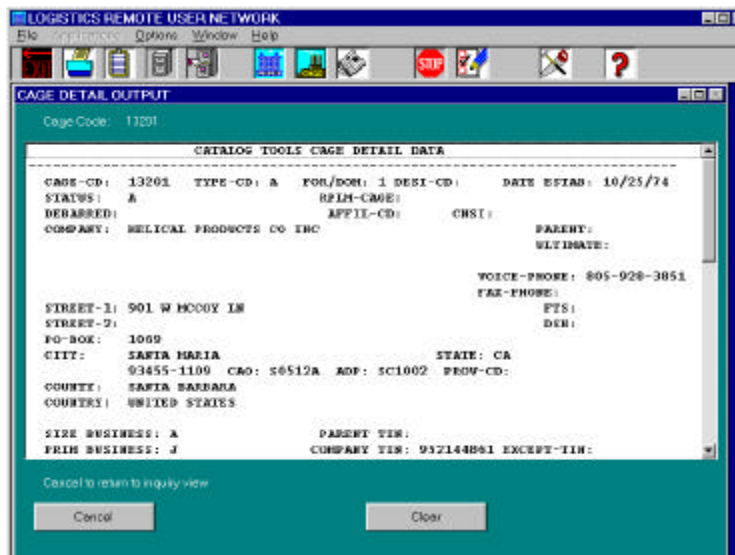 LOGISTICS REMOTE USER NETWORK
File Options Window Help
EXIT STOP ?
CAGE DETAIL OUTPUT
Cage Code: 13201
CATALOG TOOLS CAGE DETAIL DATA
CAGE-CD: 13201 TYPE-CD: A FOR/DOM: 1 DESI-CD: DATE ESTAB: 10/25/74
STATUS: A RPLM-CAGE:
DEBARRED: AFFIL-CD: CNSI:
COMPANY: HELICAL PRODUCTS CO INC PARENT:
ULTIMATE:
VOICE-PHONE: 805-928-3851
FAX-PHONE:
STREET-1: 901 W MCCOY LN FTS:
STREET-2: DSN:
PO-BOX: 1069
CITY: SANTA MARIA STATE: CA
93455-1109 CAO: S0512A ADP: SC1002 PROV-CD:
COUNTY: SANTA BARBARA
COUNTRY: UNITED STATES
SIZE BUSINESS: A PARENT TIN:
PRIM BUSINESS: J COMPANY TIN: 952144861 EXCEPT-TIN:
Cancel to return to inquiry view
Cancel Clear